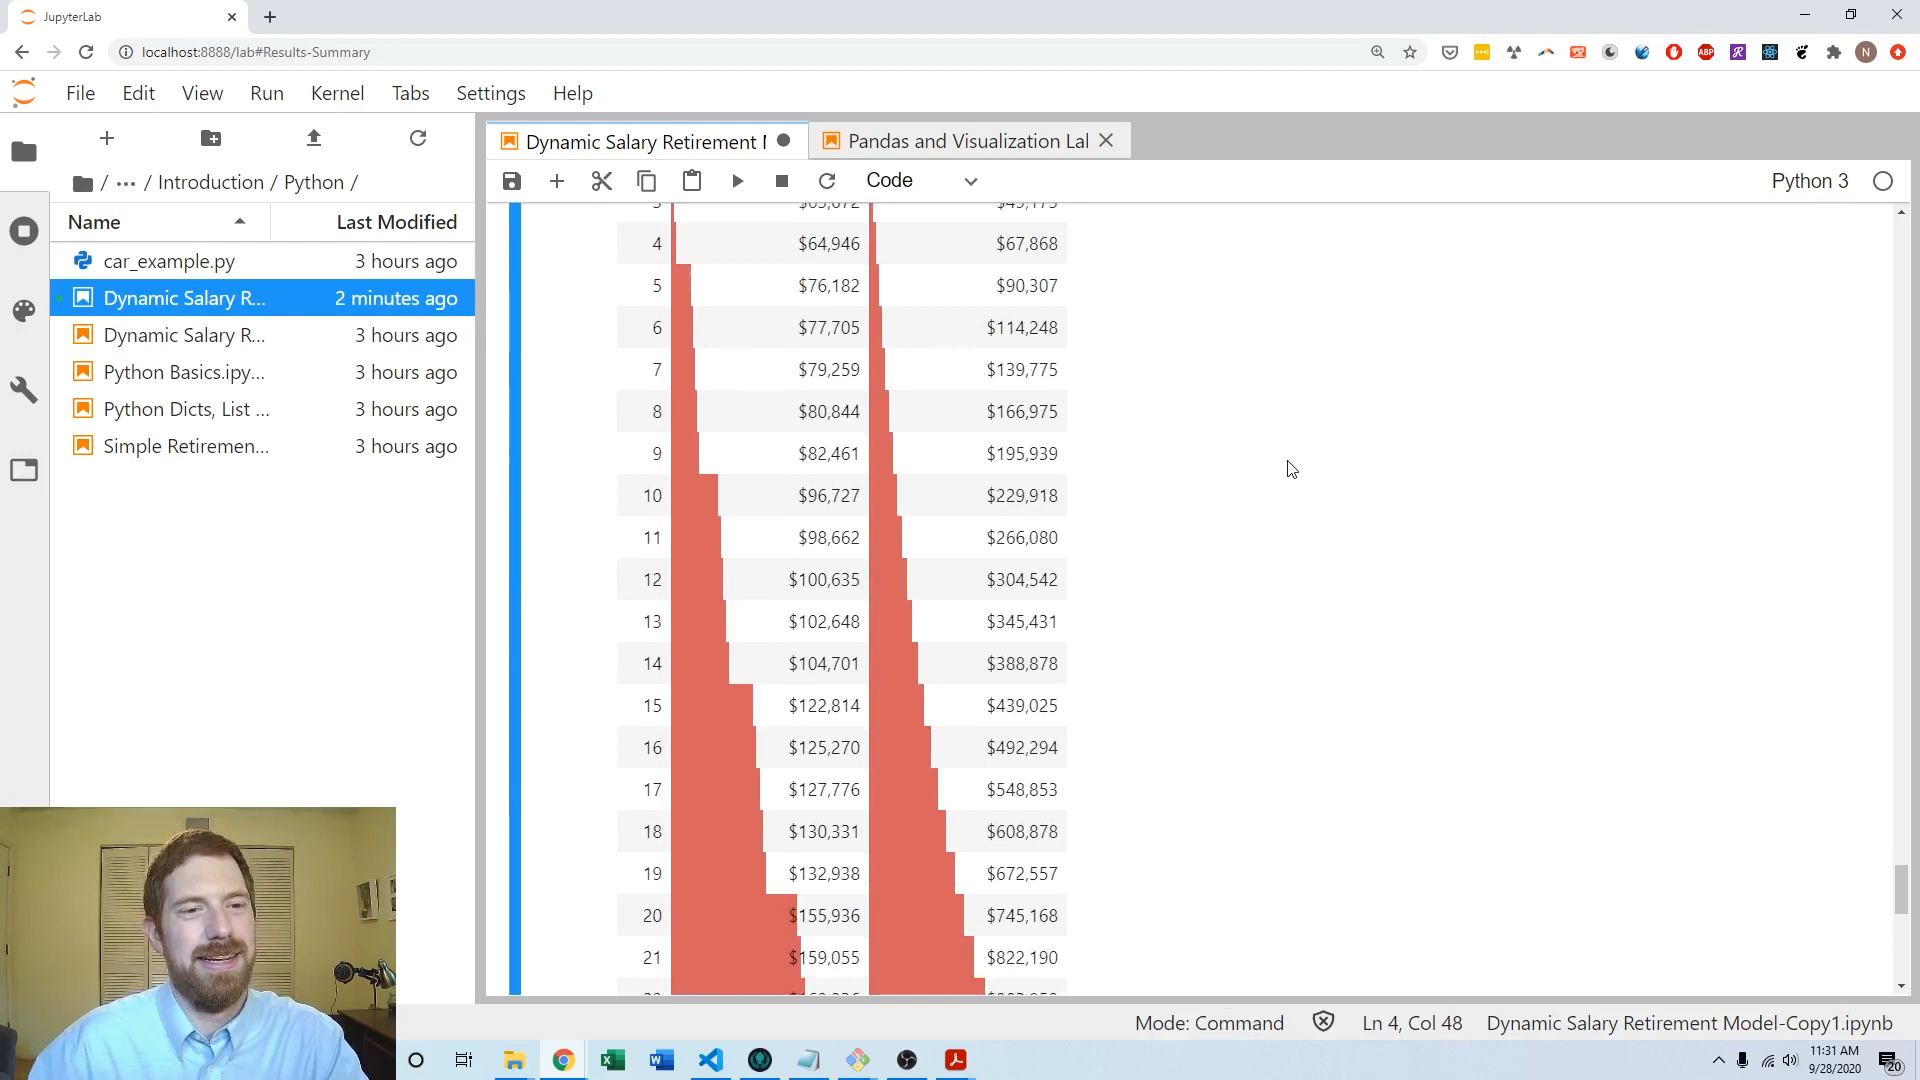 JupyterLab
localhost:8888/lab#Results-Summary
ABP
N
File Edit View Run Kernel Tabs Settings Help
Dynamic Salary Retirement
Pandas and Visualization Lal
/ ... / Introduction / Python /
Code
Python 3
Name Last Modified
car_example.py 3 hours ago
Dynamic Salary R... 2 minutes ago
Dynamic Salary R... 3 hours ago
Python Basics.ipy... 3 hours ago
Python Dicts, List ... 3 hours ago
Simple Retiremen... 3 hours ago
4 $64,946 $67,868
5 $76,182 $90,307
6 $77,705 $114,248
7 $79,259 $139,775
8 $80,844 $166,975
9 $82,461 $195,939
10 $96,727 $229,918
11 $98,662 $266,080
12 $100,635 $304,542
13 $102,648 $345,431
14 $104,701 $388,878
15 $122,814 $439,025
16 $125,270 $492,294
17 $127,776 $548,853
18 $130,331 $608,878
19 $132,938 $672,557
20 $155,936 $745,168
21 $159,055 $822,190
Mode: Command Ln 4, Col 48 Dynamic Salary Retirement Model-Copy1.ipynb
11:31 AM
9/28/2020
20